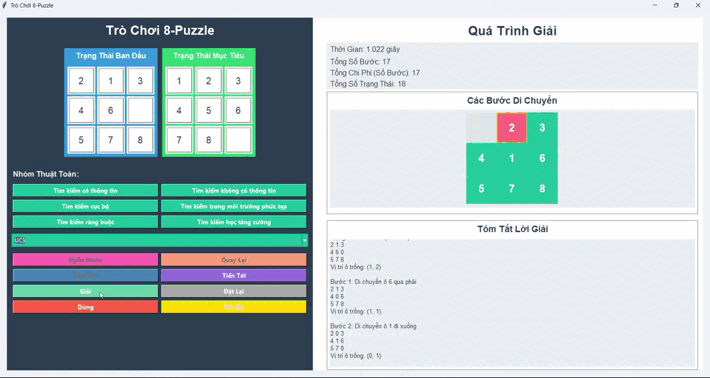 Trò Chơi 8-Puzzle
Trò Chơi 8-Puzzle
Trạng Thái Ban Đầu
2 1 3
4 6
5 7 8
Trạng Thái Mục Tiêu
1 2 3
4 5 6
7 8
Nhóm Thuật Toán:
Tìm kiếm có thông tin
Tìm kiếm không có thông tin
Tìm kiếm cục bộ
Tìm kiếm trong môi trường phức tạp
Tìm kiếm ràng buộc
Tìm kiếm học tăng cường
UCS
Ngẫu Nhiên
Quay Lại
Tiến Tới
Giải
Đặt Lại
Dừng
Quá Trình Giải
Thời Gian: 1.022 giây
Tổng Số Bước: 17
Tổng Chi Phí (Số Bước): 17
Tổng Số Trạng Thái: 18
Các Bước Di Chuyển
2 3
4 1 6
5 7 8
Tóm Tắt Lời Giải
2 1 3
4 6 0
5 7 8
Vị trí ô trống: (1, 2)
Bước 1: Di chuyển ô 6 qua phải
2 1 3
4 0 6
5 7 8
Vị trí ô trống: (1, 1)
Bước 2: Di chuyển ô 1 đi xuống
2 0 3
4 1 6
5 7 8
Vị trí ô trống: (0, 1)